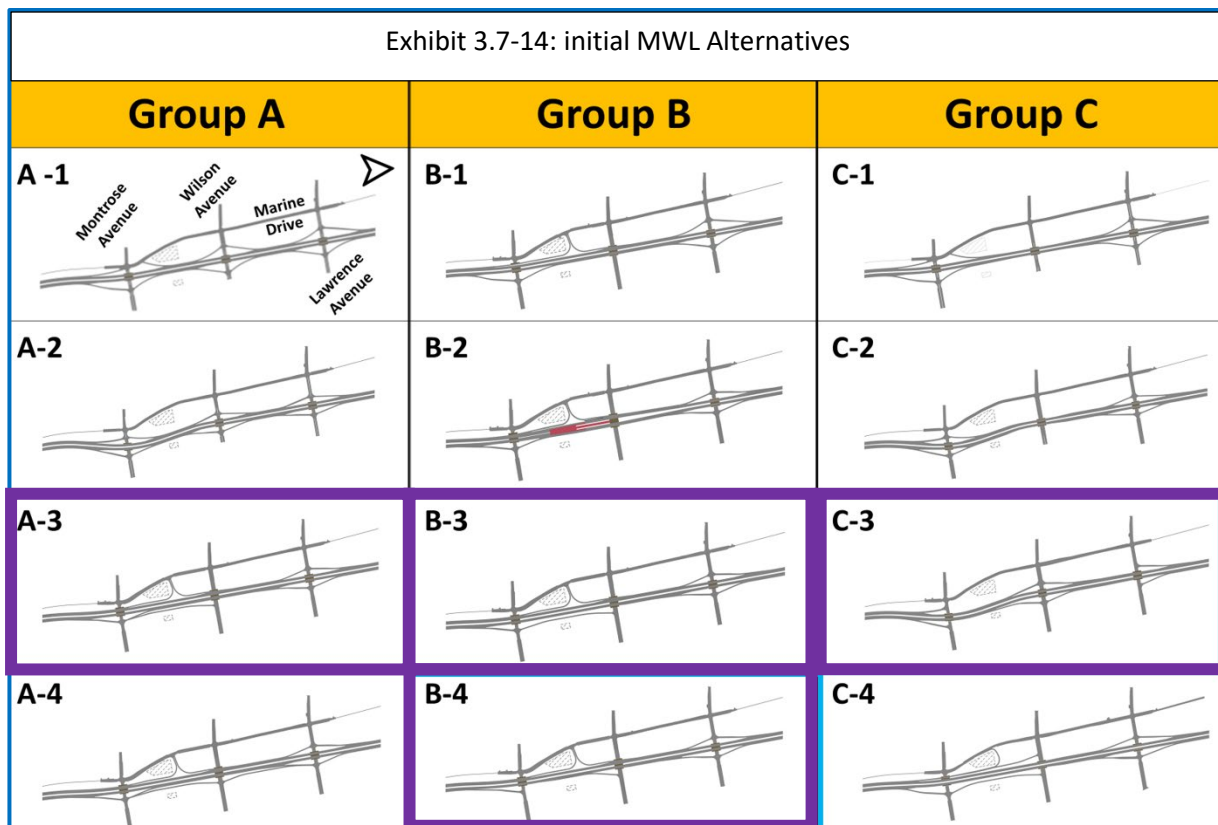 Exhibit 3.7-14: initial MWL Alternatives
Group A
Group B
Group C
A -1
Montrose
Avenue
Wilson
Avenue
Marine
Drive
Lawrence
Avenue
B-1
C-1
A-2
B-2
C-2
A-3
B-3
C-3
A-4
B-4
C-4